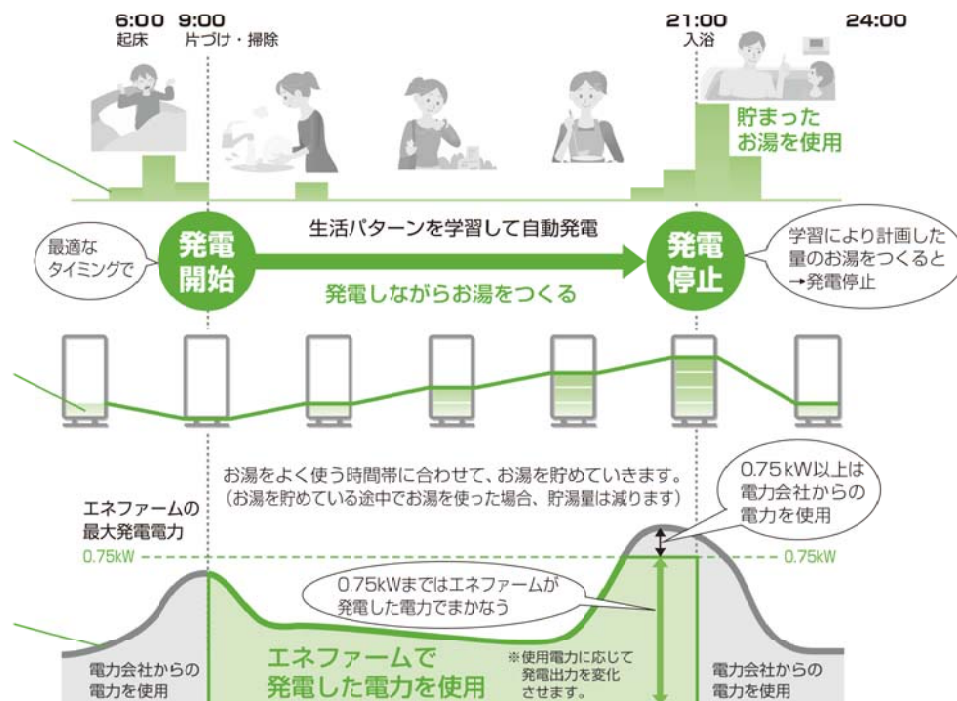 6:00 9:00 21:00 24:00
起床 片づけ・掃除 入浴
貯まった
お湯を使用
最適な
タイミングで
発電
開始
生活パターンを学習して自動発電
発電しながらお湯をつくる
発電
停止
学習により計画した
量のお湯をつくると
→発電停止
お湯をよく使う時間帯に合わせて、お湯を貯めていきます。
(お湯を貯めている途中でお湯を使った場合、貯湯量は減ります)
0.75kW以上は
電力会社からの
電力を使用
エネファームの
最大発電電力
0.75kW
0.75kW
0.75kWまではエネファームが
発電した電力でまかなう
電力会社からの
電力を使用
エネファームで
発電した電力を使用
※使用電力に応じて
発電出力を変化
させます。
電力会社からの
電力を使用